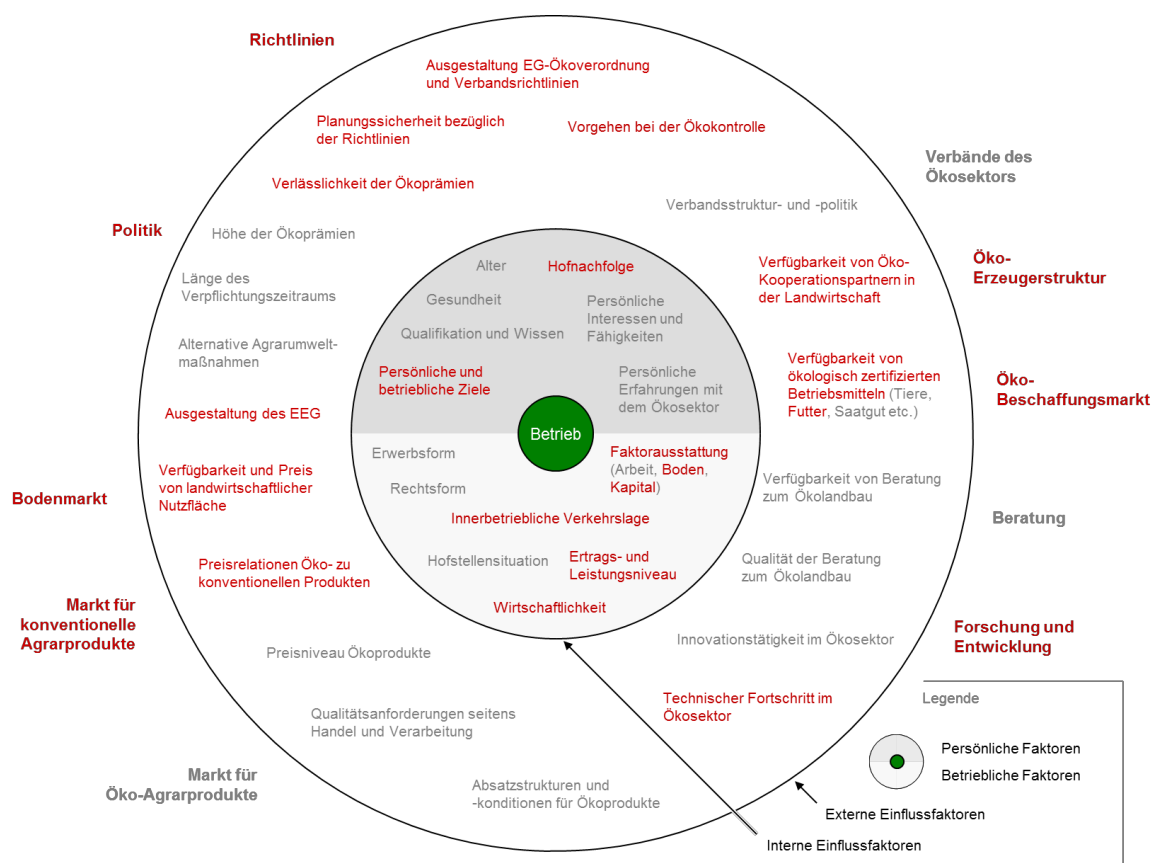 Richtlinien
Ausgestaltung EG-Ökoverordnung
und Verbandsrichtlinien
Planungssicherheit bezüglich
der Richtlinien
Vorgehen bei der Ökokontrolle
Verlässlichkeit der Ökoprämien
Verbände des
Ökosektors
Verbandsstruktur- und -politik
Politik
Höhe der Ökoprämien
Länge des
Verpflichtungszeitraums
Alternative Agrarumwelt-
maßnahmen
Ausgestaltung des EEG
Alter
Hofnachfolge
Gesundheit
Persönliche
Interessen und
Fähigkeiten
Qualifikation und Wissen
Persönliche und
betriebliche Ziele
Persönliche
Erfahrungen mit
dem Ökosektor
Verfügbarkeit von Öko-
Kooperationspartnern in
der Landwirtschaft
Öko-
Erzeugerstruktur
Verfügbarkeit von
ökologisch zertifizierten
Betriebsmitteln (Tiere,
Futter, Saatgut etc.)
Öko-
Beschaffungsmarkt
Betrieb
Erwerbsform
Rechtsform
Faktorausstattung
(Arbeit, Boden,
Kapital)
Innerbetriebliche Verkehrslage
Hofstellensituation
Ertrags- und
Leistungsniveau
Wirtschaftlichkeit
Bodenmarkt
Verfügbarkeit und Preis
von landwirtschaftlicher
Nutzfläche
Preisrelationen Öko- zu
konventionellen Produkten
Markt für
konventionelle
Agrarprodukte
Verfügbarkeit von Beratung
zum Ökolandbau
Beratung
Qualität der Beratung
zum Ökolandbau
Innovationstätigkeit im Ökosektor
Forschung und
Entwicklung
Technischer Fortschritt im
Ökosektor
Preisniveau Ökoprodukte
Qualitätsanforderungen seitens
Handel und Verarbeitung
Markt für
Öko-Agrarprodukte
Absatzstrukturen und
-konditionen für Ökoprodukte
Legende
Persönliche Faktoren
Betriebliche Faktoren
Externe Einflussfaktoren
Interne Einflussfaktoren